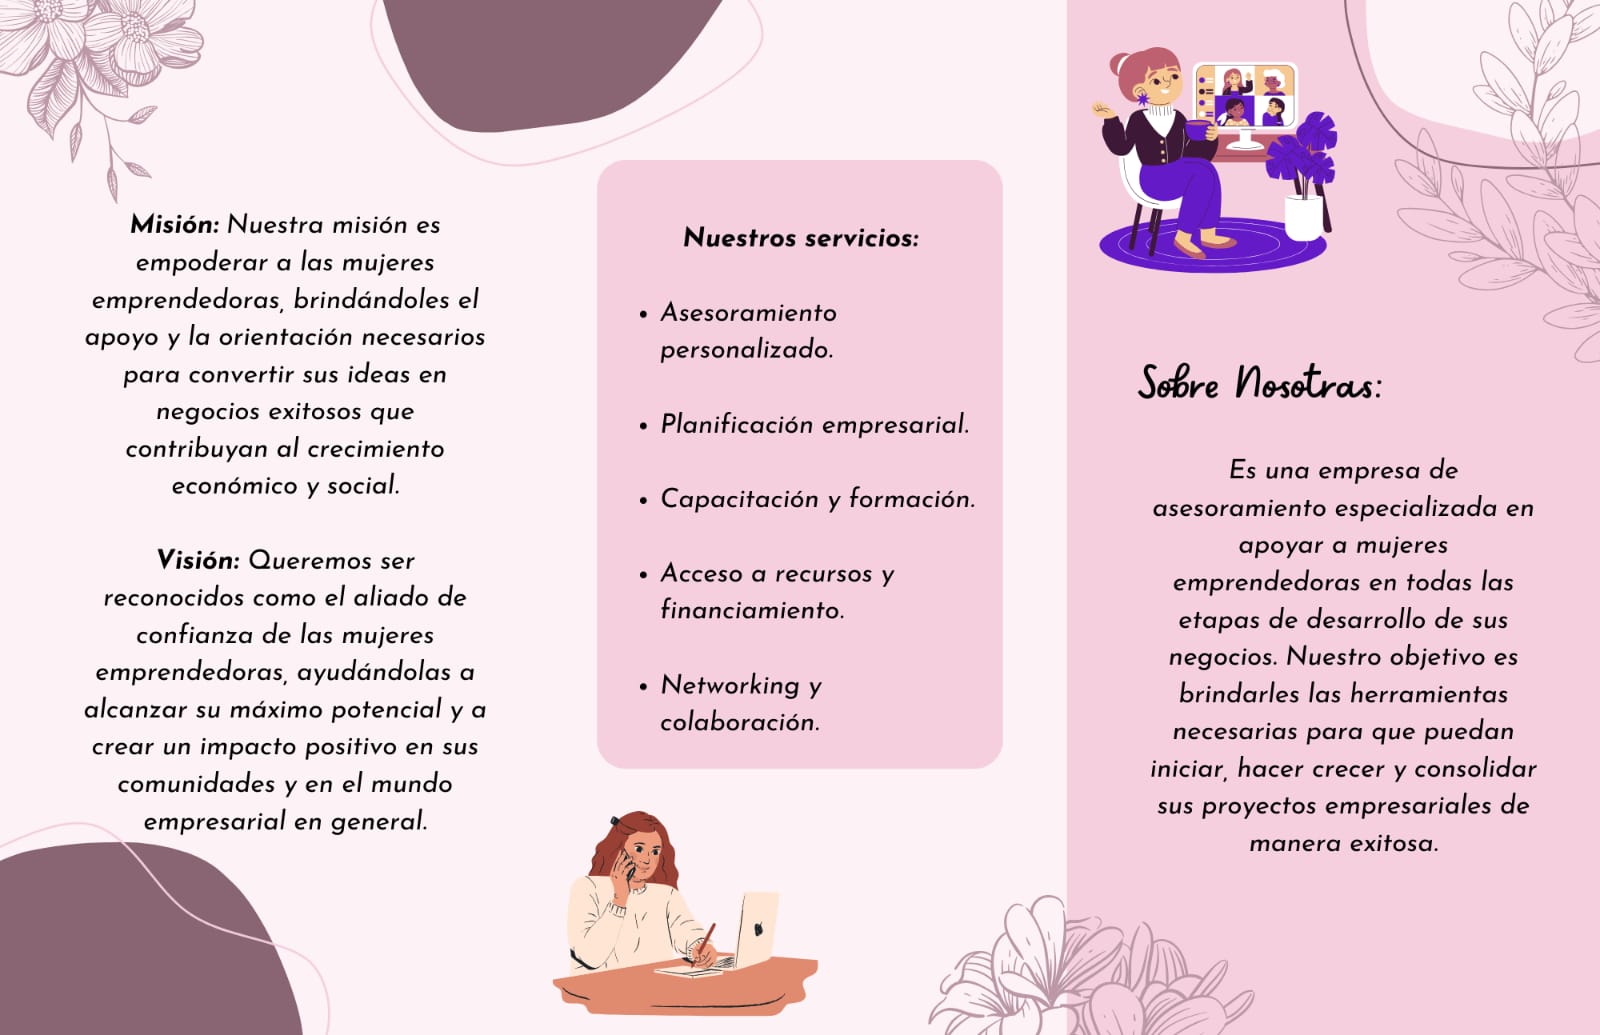 Misión: Nuestra misión es
empoderar a las mujeres
emprendedoras, brindándoles el
apoyo y la orientación necesarios
para convertir sus ideas en
negocios exitosos que
contribuyan al crecimiento
económico y social.
Visión: Queremos ser
reconocidos como el aliado de
confianza de las mujeres
emprendedoras, ayudándolas a
alcanzar su máximo potencial y a
crear un impacto positivo en sus
comunidades y en el mundo
empresarial en general.
Nuestros servicios:
• Asesoramiento
personalizado.
• Planificación empresarial.
• Capacitación y formación.
• Acceso a recursos y
financiamiento.
• Networking y
colaboración.
Sobre Nosotras:
Es una empresa de
asesoramiento especializada en
apoyar a mujeres
emprendedoras en todas las
etapas de desarrollo de sus
negocios. Nuestro objetivo es
brindarles las herramientas
necesarias para que puedan
iniciar, hacer crecer y consolidar
sus proyectos empresariales de
manera exitosa.